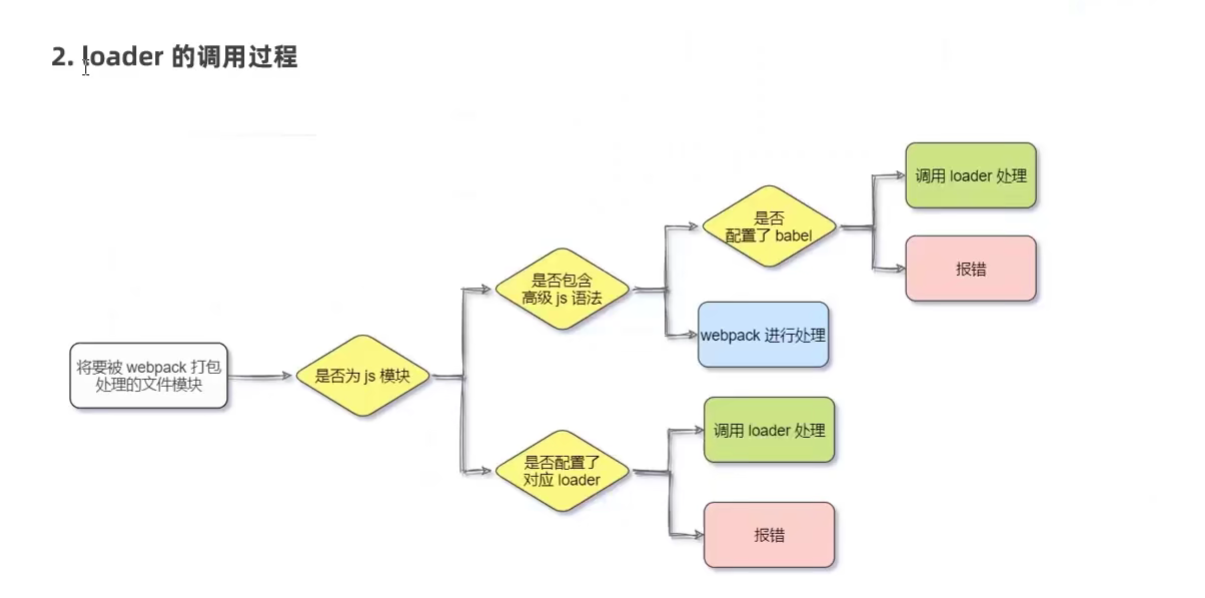 2. loader 的调用过程
调用 loader 处理
是否
配置了 babel
报错
是否包含
高级 js 语法
webpack 进行处理
将要被 webpack 打包
处理的文件模块
是否为 js 模块
调用 loader 处理
是否配置了
对应 loader
报错